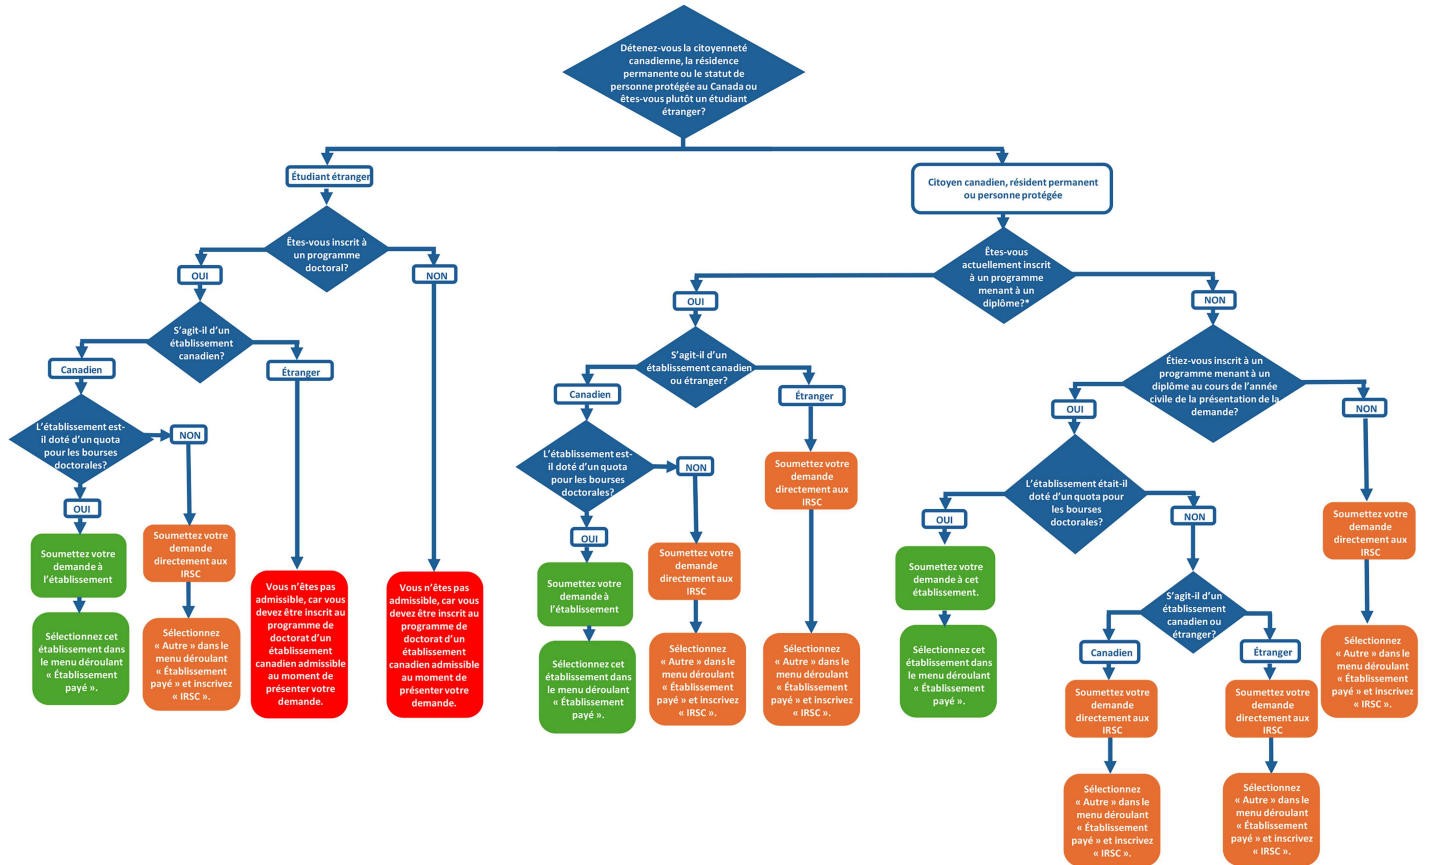 Détenez-vous la citoyenneté
canadienne, la résidence
permanente ou le statut de
personne protégée au Canada ou
êtes-vous plutôt un étudiant
étranger?
Étudiant étranger
Êtes-vous inscrit à
un programme
doctoral?
OUI
NON
S’agit-il d’un
établissement
canadien?
Canadien
Étranger
L’établissement est-
il doté d’un quota
pour les bourses
doctorales?
NON
OUI
Soumettez votre
demande à
l’établissement
Sélectionnez cet
établissement dans
le menu déroulant
« Établissement
payé ».
Soumettez votre
demande
directement aux
IRSC
Sélectionnez
« Autre » dans le
menu déroulant
« Établissement
payé » et inscrivez
« IRSC ».
Vous n’êtes pas
admissible, car vous
devez être inscrit au
programme de
doctorat d’un
établissement
canadien admissible
au moment de
présenter votre
demande.
Vous n’êtes pas
admissible, car vous
devez être inscrit au
programme de
doctorat d’un
établissement
canadien admissible
au moment de
présenter votre
demande.
Citoyen canadien, résident permanent
ou personne protégée
Êtes-vous
actuellement inscrit
à un programme
menant à un
diplôme?*
OUI
NON
S’agit-il d’un
établissement canadien
ou étranger?
Canadien
Étranger
L’établissement est-
il doté d’un quota
pour les bourses
doctorales?
NON
OUI
Soumettez votre
demande à
l’établissement
Sélectionnez cet
établissement dans
le menu déroulant
« Établissement
payé ».
Soumettez votre
demande
directement aux
IRSC
Sélectionnez
« Autre » dans le
menu déroulant
« Établissement
payé » et inscrivez
« IRSC ».
Soumettez votre
demande
directement aux
IRSC
Sélectionnez
« Autre » dans le
menu déroulant
« Établissement
payé » et inscrivez
« IRSC ».
Étiez-vous inscrit à un
programme menant à un
diplôme au cours de l’année
civile de la présentation de la
demande?
OUI
NON
L’établissement était-il
doté d’un quota pour
les bourses
doctorales?
OUI
NON
Soumettez votre
demande à cet
établissement.
Sélectionnez cet
établissement dans
le menu déroulant
« Établissement
payé ».
S’agit-il d’un
établissement
canadien ou
étranger?
Canadien
Étranger
Soumettez votre
demande
directement aux
IRSC
Sélectionnez
« Autre » dans le
menu déroulant
« Établissement
payé » et inscrivez
« IRSC ».
Soumettez votre
demande
directement aux
IRSC
Sélectionnez
« Autre » dans le
menu déroulant
« Établissement
payé » et inscrivez
« IRSC ».
Soumettez votre
demande
directement aux
IRSC
Sélectionnez
« Autre » dans le
menu déroulant
« Établissement
payé » et inscrivez
« IRSC ».